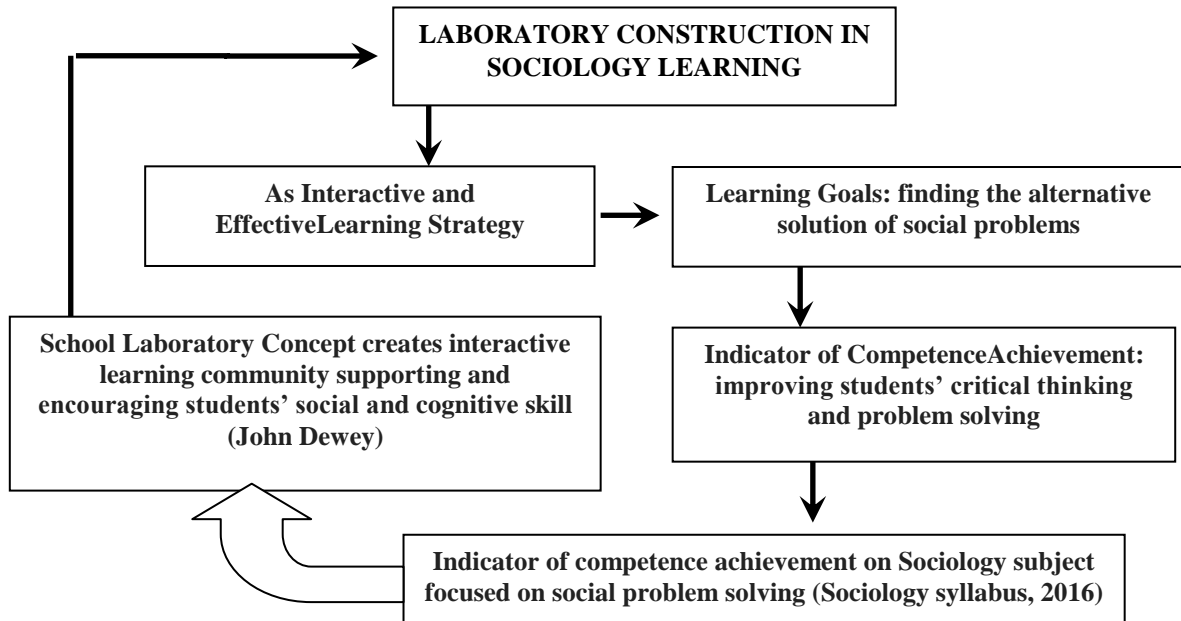 LABORATORY CONSTRUCTION IN
SOCIOLOGY LEARNING
As Interactive and
EffectiveLearning Strategy
Learning Goals: finding the alternative
solution of social problems
School Laboratory Concept creates interactive
learning community supporting and
encouraging students’ social and cognitive skill
(John Dewey)
Indicator of CompetenceAchievement:
improving students’ critical thinking
and problem solving
Indicator of competence achievement on Sociology subject
focused on social problem solving (Sociology syllabus, 2016)